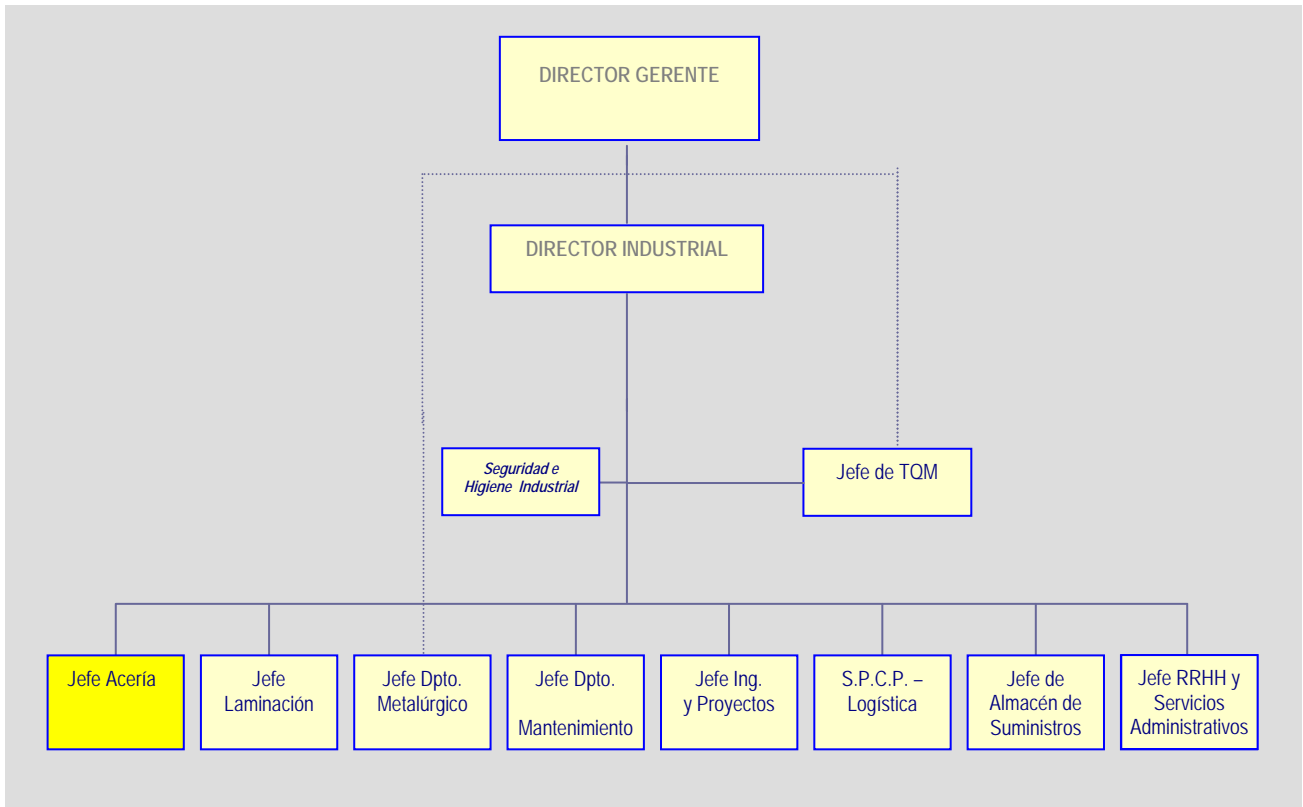 DIRECTOR GERENTE
DIRECTOR INDUSTRIAL
Seguridad e
Higiene Industrial
Jefe de TQM
Jefe Acería
Jefe
Laminación
Jefe Dpto.
Metalúrgico
Jefe Dpto.
Mantenimiento
Jefe Ing.
y Proyectos
S.P.C.P. –
Logística
Jefe de
Almacén de
Suministros
Jefe RRHH y
Servicios
Administrativos